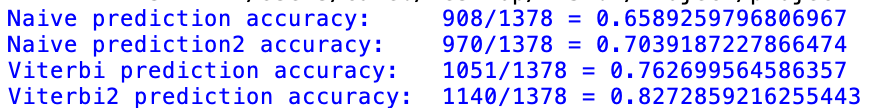 Naive prediction accuracy: 908/1378 = 0.6589259796806967
Naive prediction2 accuracy: 970/1378 = 0.7039187227866474
Viterbi prediction accuracy: 1051/1378 = 0.762699564586357
Viterbi2 prediction accuracy: 1140/1378 = 0.8272859216255443